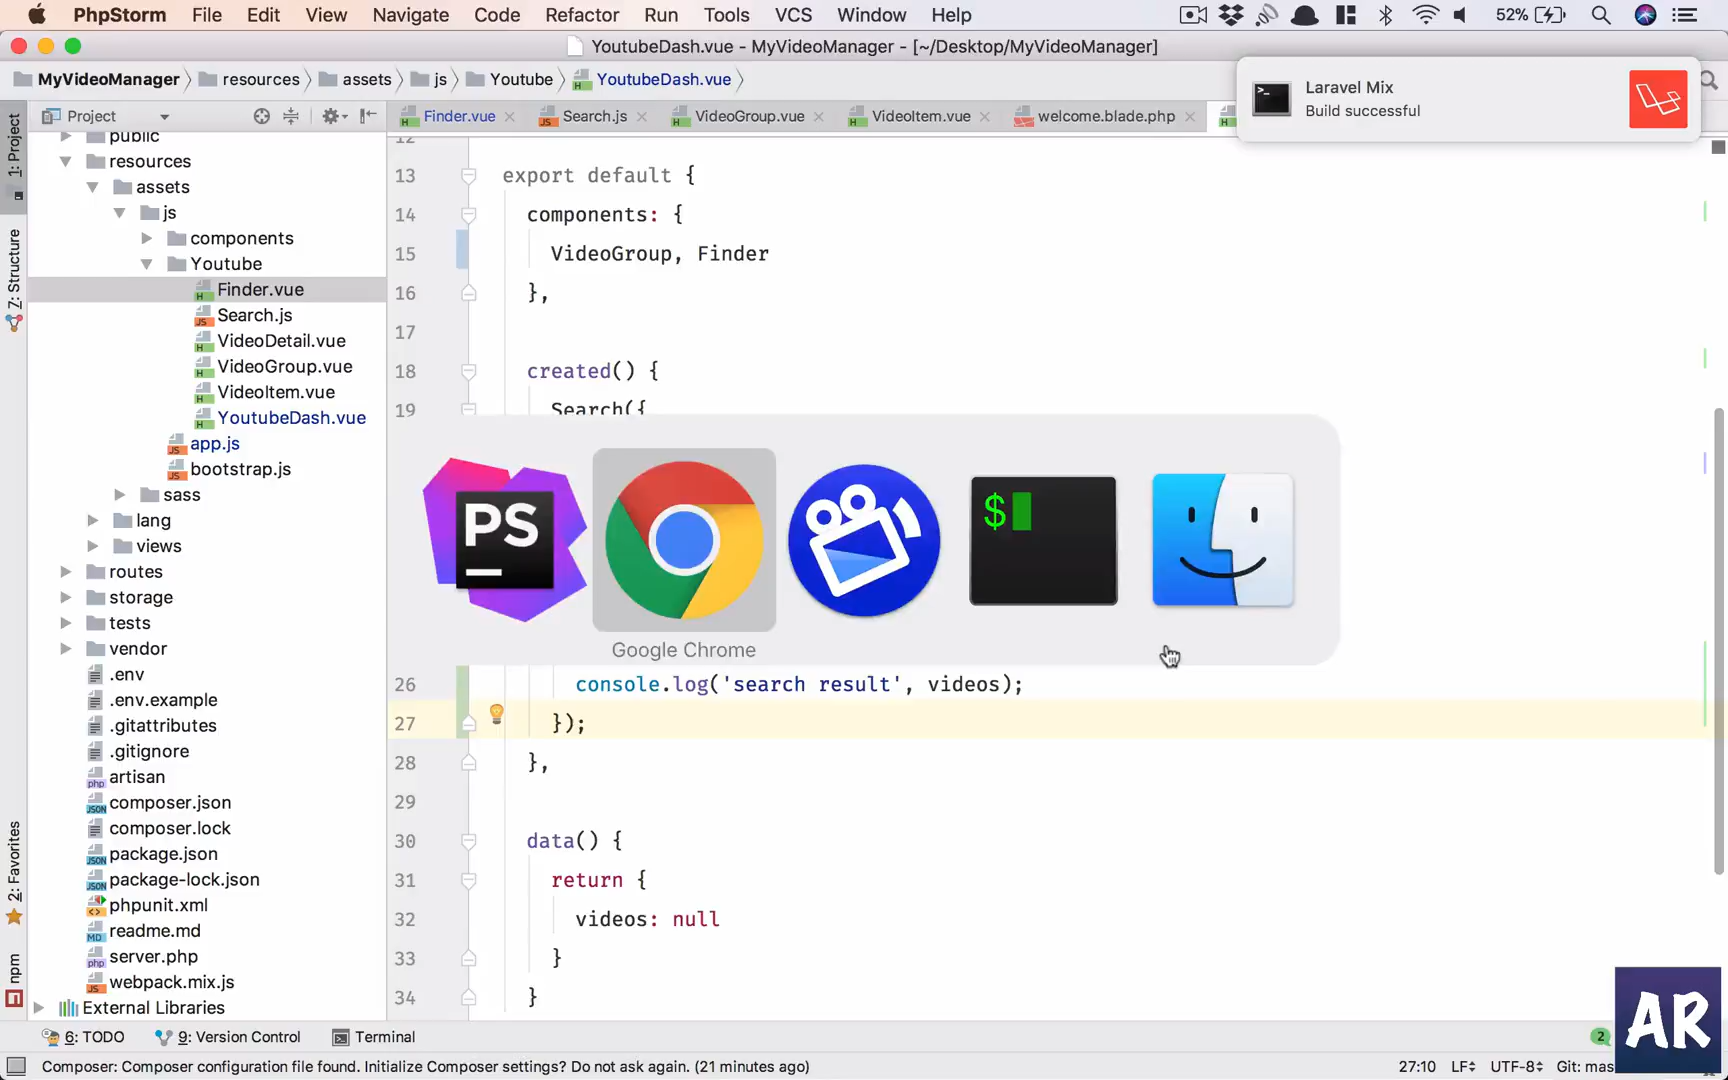 PhpStorm File Edit View Navigate Code Refactor Run Tools VCS Window Help 52%
YoutubeDash.vue - MyVideoManager - [~/Desktop/MyVideoManager]
MyVideoManager resources assets js Youtube YoutubeDash.vue
Laravel Mix
Build successful
Project
Finder.vue Search.js VideoGroup.vue VideoItem.vue welcome.blade.php
1: Project
7: Structure
2: Favorites
npm
public
resources
assets
js
components
Youtube
Finder.vue
Search.js
VideoDetail.vue
VideoGroup.vue
VideoItem.vue
YoutubeDash.vue
app.js
bootstrap.js
sass
lang
views
routes
storage
tests
vendor
.env
.env.example
.gitattributes
.gitignore
artisan
composer.json
composer.lock
package.json
package-lock.json
phpunit.xml
readme.md
server.php
webpack.mix.js
External Libraries
12
13 export default {
14 components: {
15 VideoGroup, Finder
16 },
17
18 created() {
19 Search({
PS
$
Google Chrome
26 console.log('search result', videos);
27 });
28 },
29
30 data() {
31 return {
32 videos: null
33 }
34 }
6: TODO 9: Version Control Terminal 2
Composer: Composer configuration file found. Initialize Composer settings? Do not ask again. (21 minutes ago) 27:10 LF UTF-8 Git: mas
AR